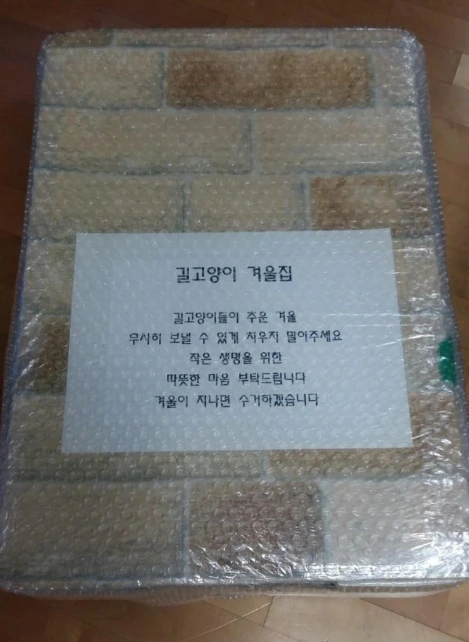 길고양이 겨울집
길고양이들이 추운 겨울
무사히 보낼 수 있게 치우지 말아주세요
작은 생명을 위한
따뜻한 마음 부탁드립니다
겨울이 지나면 수거하겠습니다